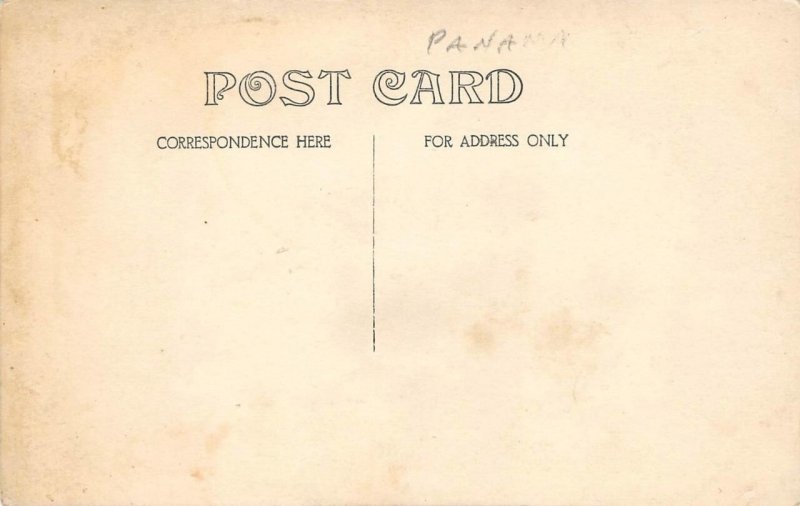 PANAMA
POST CARD
CORRESPONDENCE HERE
FOR ADDRESS ONLY